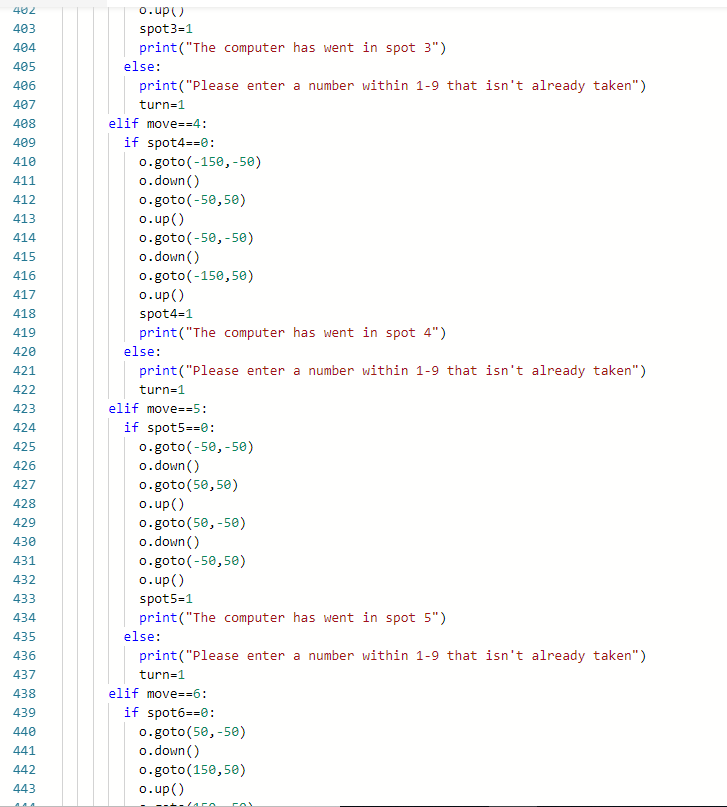 402 o.up()
403 spot3=1
404 print("The computer has went in spot 3")
405 else:
406 print("Please enter a number within 1-9 that isn't already taken")
407 turn=1
408 elif move==4:
409 if spot4==0:
410 o.goto(-150,-50)
411 o.down()
412 o.goto(-50,50)
413 o.up()
414 o.goto(-50,-50)
415 o.down()
416 o.goto(-150,50)
417 o.up()
418 spot4=1
419 print("The computer has went in spot 4")
420 else:
421 print("Please enter a number within 1-9 that isn't already taken")
422 turn=1
423 elif move==5:
424 if spot5==0:
425 o.goto(-50,-50)
426 o.down()
427 o.goto(50,50)
428 o.up()
429 o.goto(50,-50)
430 o.down()
431 o.goto(-50,50)
432 o.up()
433 spot5=1
434 print("The computer has went in spot 5")
435 else:
436 print("Please enter a number within 1-9 that isn't already taken")
437 turn=1
438 elif move==6:
439 if spot6==0:
440 o.goto(50,-50)
441 o.down()
442 o.goto(150,50)
443 o.up()